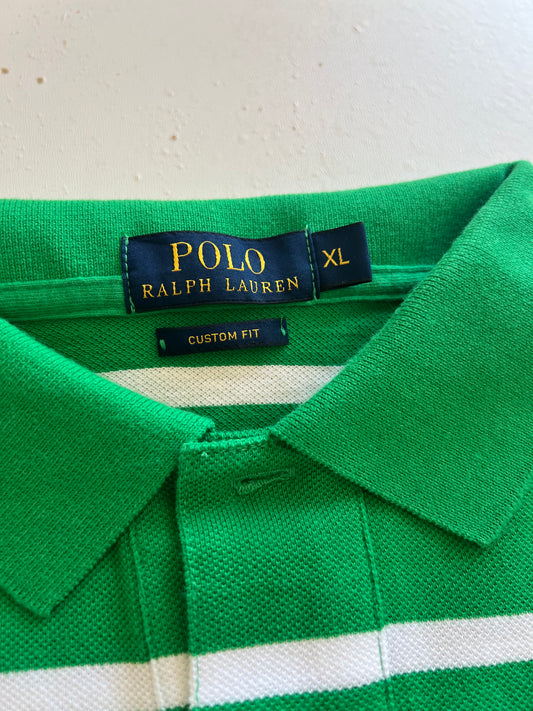 POLO
RALPH LAUREN
XL
CUSTOM FIT